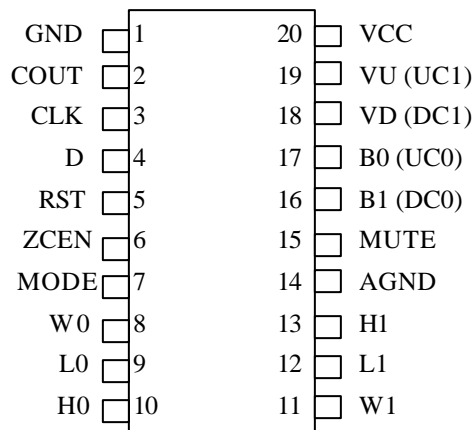 GND 1 20 VCC
COUT 2 19 VU (UC1)
CLK 3 18 VD (DC1)
D 4 17 B0 (UC0)
RST 5 16 B1 (DC0)
ZCEN 6 15 MUTE
MODE 7 14 AGND
W0 8 13 H1
L0 9 12 L1
H0 10 11 W1